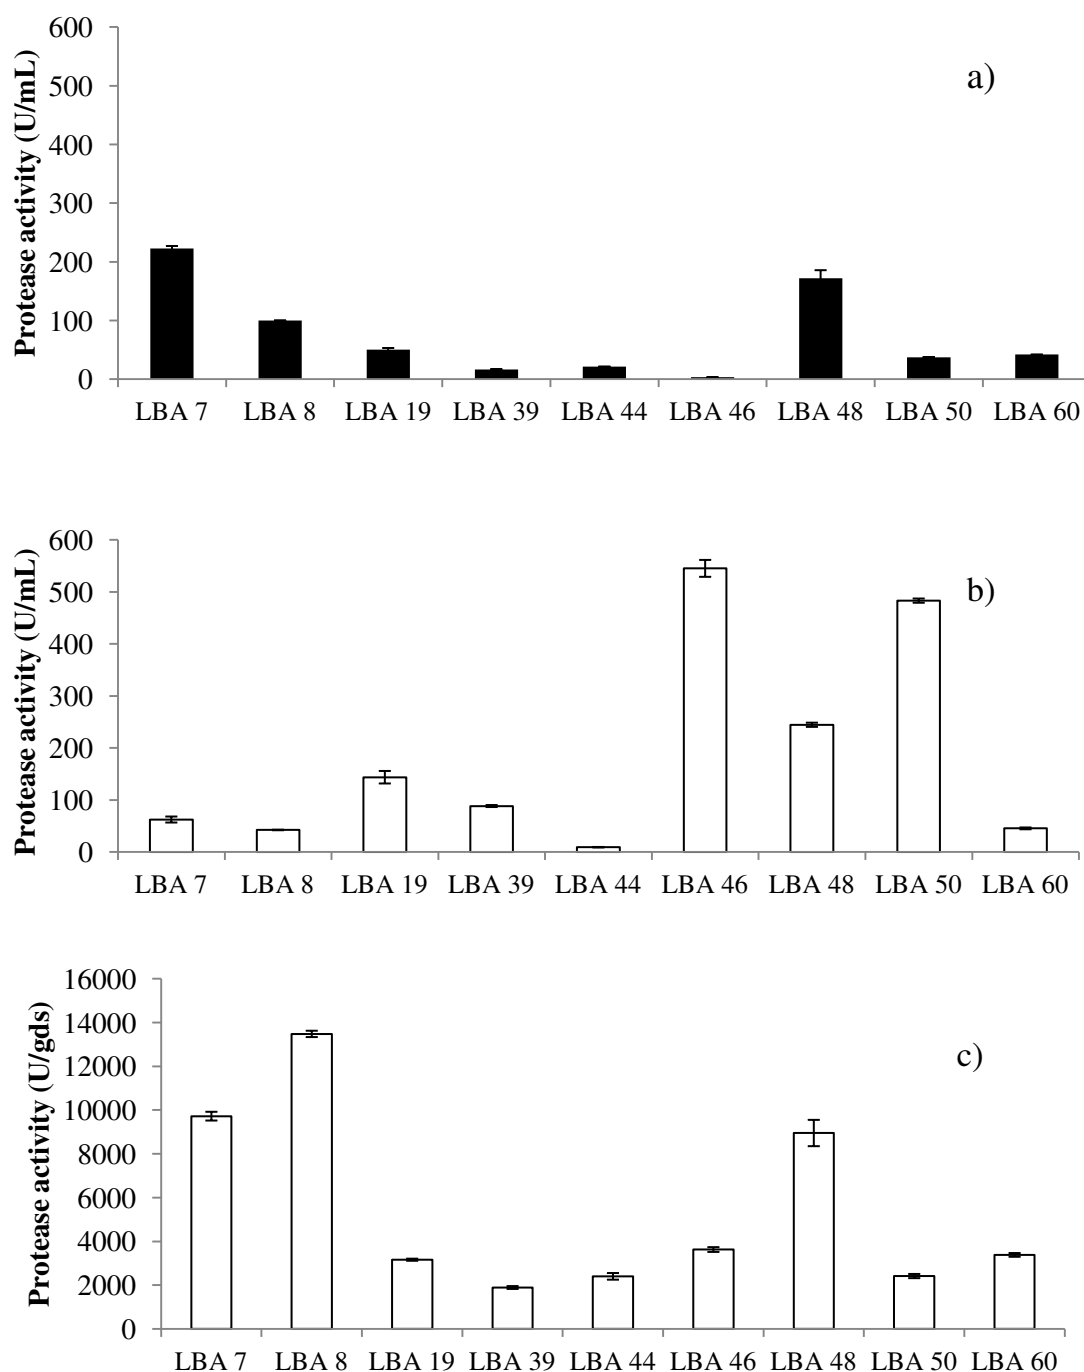 a)
Protease activity (U/mL)
600
500
400
300
200
100
0
LBA 7 LBA 8 LBA 19 LBA 39 LBA 44 LBA 46 LBA 48 LBA 50 LBA 60
b)
Protease activity (U/mL)
600
500
400
300
200
100
0
LBA 7 LBA 8 LBA 19 LBA 39 LBA 44 LBA 46 LBA 48 LBA 50 LBA 60
c)
Protease activity (U/gds)
16000
14000
12000
10000
8000
6000
4000
2000
0
LBA 7 LBA 8 LBA 19 LBA 39 LBA 44 LBA 46 LBA 48 LBA 50 LBA 60